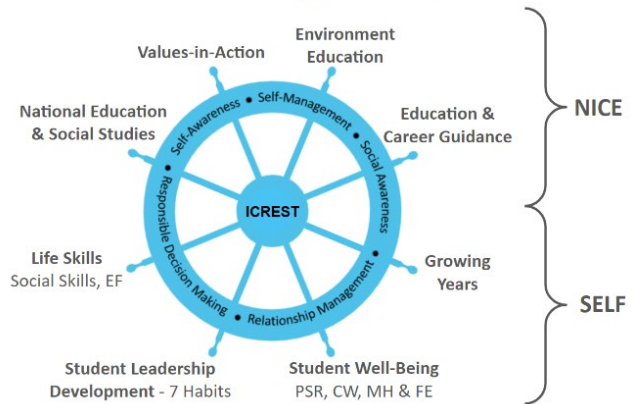 Environment
Education
Values-in-Action
National Education
& Social Studies
Education &
Career Guidance
NICE
Self-Awareness • Self-Management • Social Awareness • Relationship Management • Responsible Decision Making •
ICREST
Life Skills
Social Skills, EF
Growing
Years
SELF
Student Leadership
Development - 7 Habits
Student Well-Being
PSR, CW, MH & FE